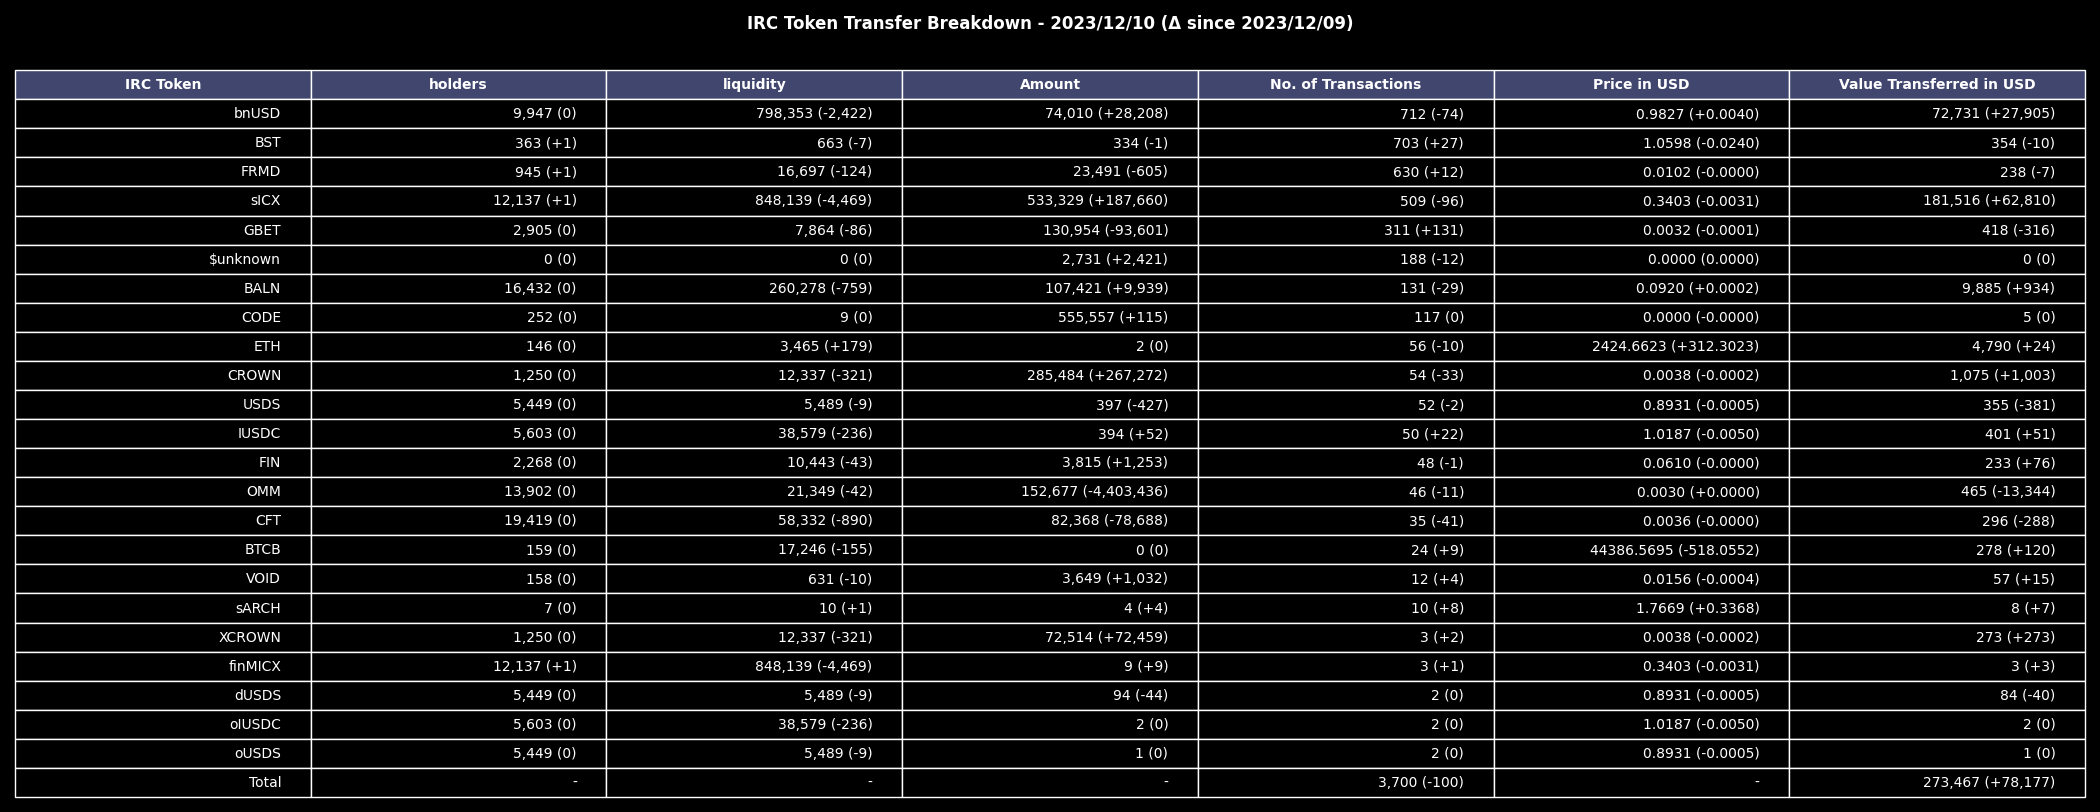 IRC Token Transfer Breakdown - 2023/12/10 (Δ since 2023/12/09)
IRC Token holders liquidity Amount No. of Transactions Price in USD Value Transferred in USD
bnUSD 9,947 (0) 798,353 (-2,422) 74,010 (+28,208) 712 (-74) 0.9827 (+0.0040) 72,731 (+27,905)
BST 363 (+1) 663 (-7) 334 (-1) 703 (+27) 1.0598 (-0.0240) 354 (-10)
FRMD 945 (+1) 16,697 (-124) 23,491 (-605) 630 (+12) 0.0102 (-0.0000) 238 (-7)
sICX 12,137 (+1) 848,139 (-4,469) 533,329 (+187,660) 509 (-96) 0.3403 (-0.0031) 181,516 (+62,810)
GBET 2,905 (0) 7,864 (-86) 130,954 (-93,601) 311 (+131) 0.0032 (-0.0001) 418 (-316)
$unknown 0 (0) 0 (0) 2,731 (+2,421) 188 (-12) 0.0000 (0.0000) 0 (0)
BALN 16,432 (0) 260,278 (-759) 107,421 (+9,939) 131 (-29) 0.0920 (+0.0002) 9,885 (+934)
CODE 252 (0) 9 (0) 555,557 (+115) 117 (0) 0.0000 (-0.0000) 5 (0)
ETH 146 (0) 3,465 (+179) 2 (0) 56 (-10) 2424.6623 (+312.3023) 4,790 (+24)
CROWN 1,250 (0) 12,337 (-321) 285,484 (+267,272) 54 (-33) 0.0038 (-0.0002) 1,075 (+1,003)
USDS 5,449 (0) 5,489 (-9) 397 (-427) 52 (-2) 0.8931 (-0.0005) 355 (-381)
IUSDC 5,603 (0) 38,579 (-236) 394 (+52) 50 (+22) 1.0187 (-0.0050) 401 (+51)
FIN 2,268 (0) 10,443 (-43) 3,815 (+1,253) 48 (-1) 0.0610 (-0.0000) 233 (+76)
OMM 13,902 (0) 21,349 (-42) 152,677 (-4,403,436) 46 (-11) 0.0030 (+0.0000) 465 (-13,344)
CFT 19,419 (0) 58,332 (-890) 82,368 (-78,688) 35 (-41) 0.0036 (-0.0000) 296 (-288)
BTCB 159 (0) 17,246 (-155) 0 (0) 24 (+9) 44386.5695 (-518.0552) 278 (+120)
VOID 158 (0) 631 (-10) 3,649 (+1,032) 12 (+4) 0.0156 (-0.0004) 57 (+15)
sARCH 7 (0) 10 (+1) 4 (+4) 10 (+8) 1.7669 (+0.3368) 8 (+7)
XCROWN 1,250 (0) 12,337 (-321) 72,514 (+72,459) 3 (+2) 0.0038 (-0.0002) 273 (+273)
finMICX 12,137 (+1) 848,139 (-4,469) 9 (+9) 3 (+1) 0.3403 (-0.0031) 3 (+3)
dUSDS 5,449 (0) 5,489 (-9) 94 (-44) 2 (0) 0.8931 (-0.0005) 84 (-40)
oIUSDC 5,603 (0) 38,579 (-236) 2 (0) 2 (0) 1.0187 (-0.0050) 2 (0)
oUSDS 5,449 (0) 5,489 (-9) 1 (0) 2 (0) 0.8931 (-0.0005) 1 (0)
Total - - - 3,700 (-100) - 273,467 (+78,177)